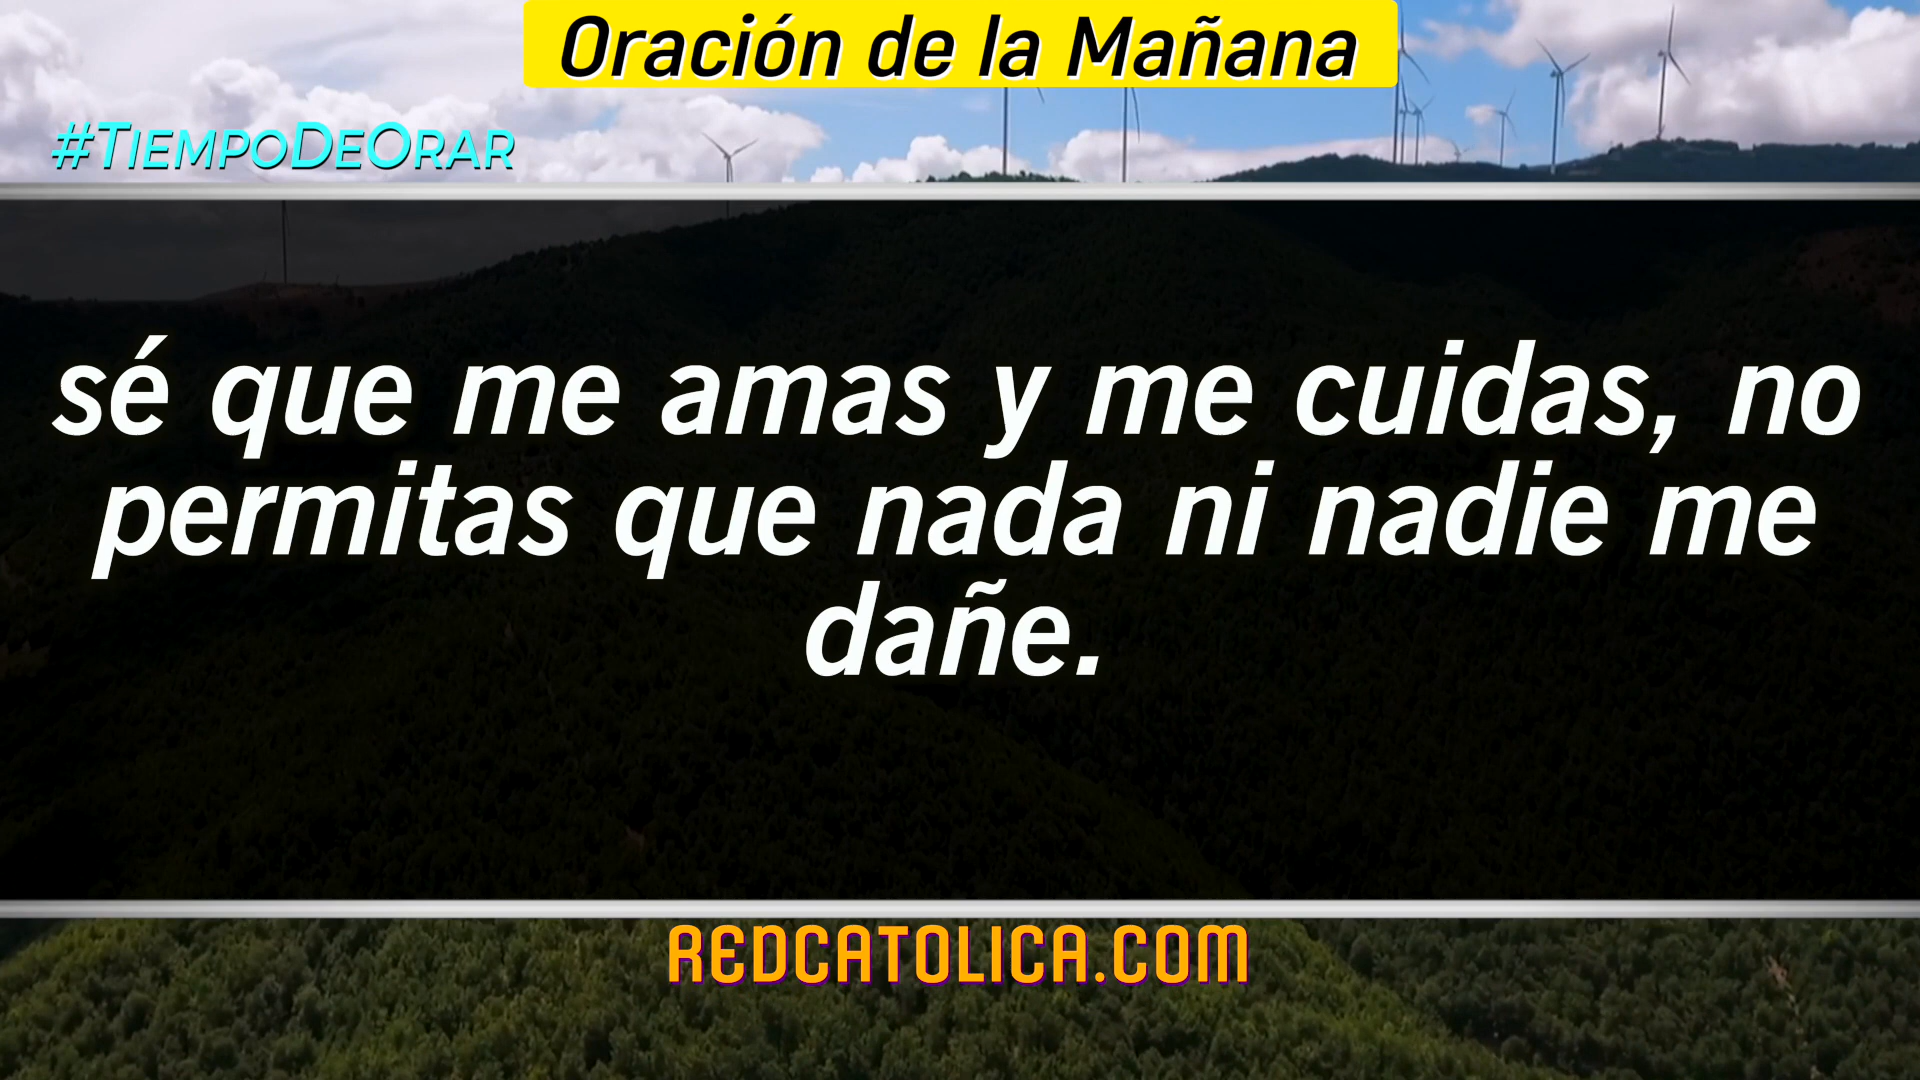 Oración de la Mañana
#TiempoDeOrar
sé que me amas y me cuidas, no
permitas que nada ni nadie me
dañe.
REDCATOLICA.COM